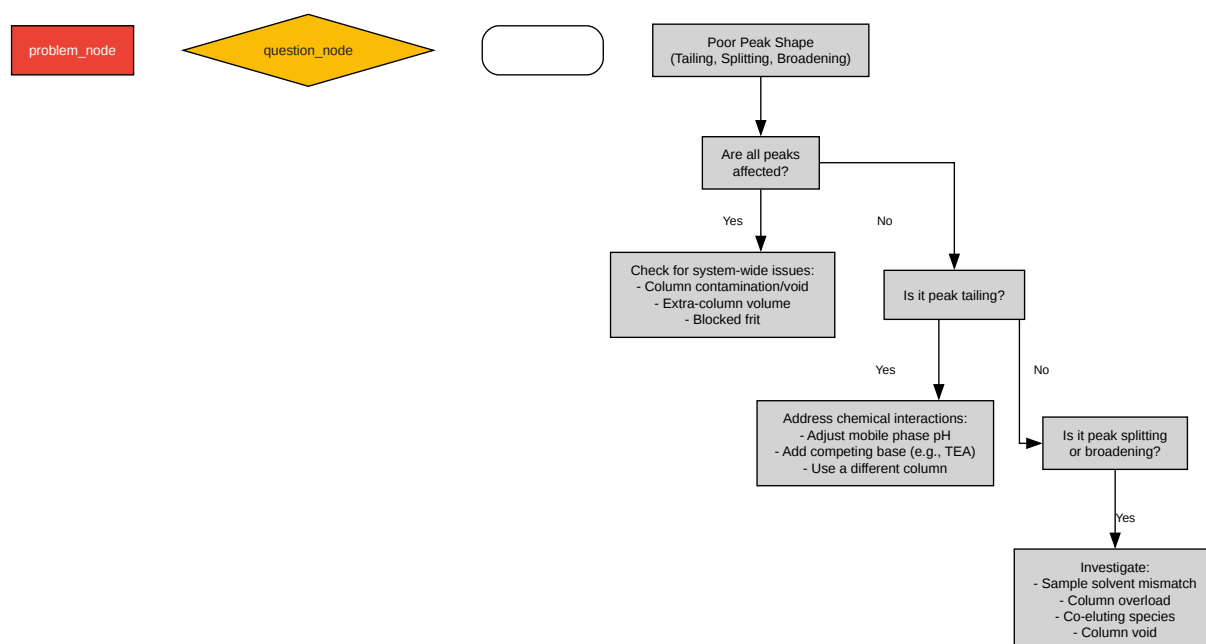 problem_node
question_node
Poor Peak Shape
(Tailing, Splitting, Broadening)
Are all peaks
affected?
Yes
No
Check for system-wide issues:
- Column contamination/void
- Extra-column volume
- Blocked frit
Is it peak tailing?
Yes
No
Address chemical interactions:
- Adjust mobile phase pH
- Add competing base (e.g., TEA)
- Use a different column
Is it peak splitting
or broadening?
Yes
Investigate:
- Sample solvent mismatch
- Column overload
- Co-eluting species
- Column void